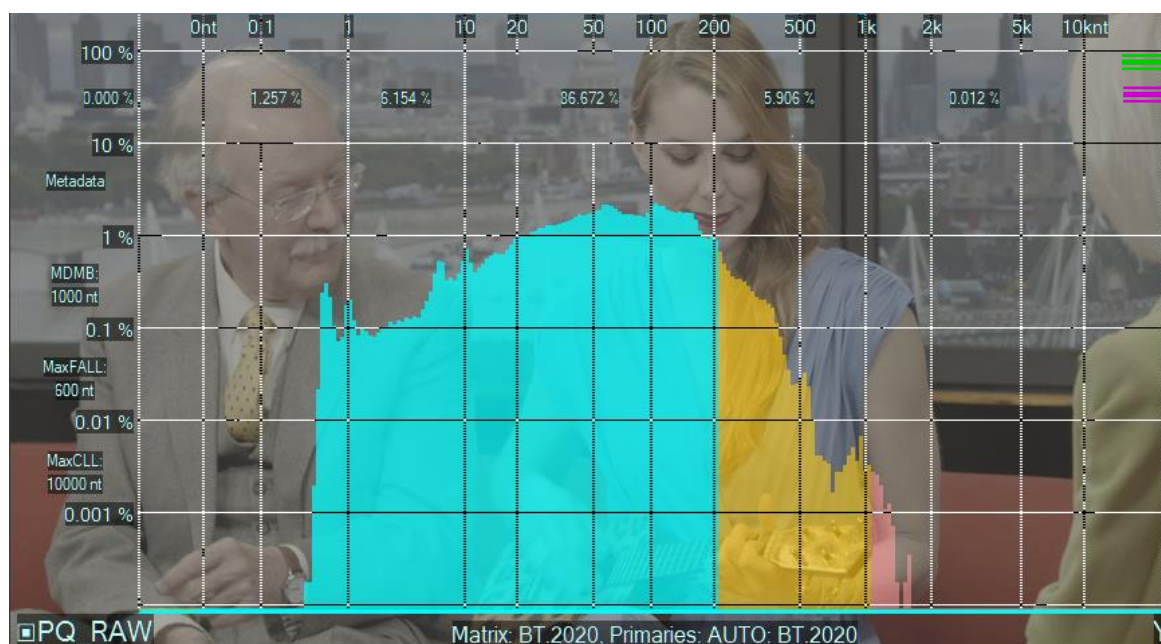 0nt 0.1 1 10 20 50 100 200 500 1k 2k 5k 10knt
100 %
0.000 % 1.257 % 6.154 % 86.672 % 5.906 % 0.012 %
10 %
Metadata
1 %
MDMB:
1000 nt
0.1 %
MaxFALL:
600 nt
0.01 %
MaxCLL:
10000 nt
0.001 %
PQ RAW Matrix: BT.2020, Primaries: AUTO: BT.2020